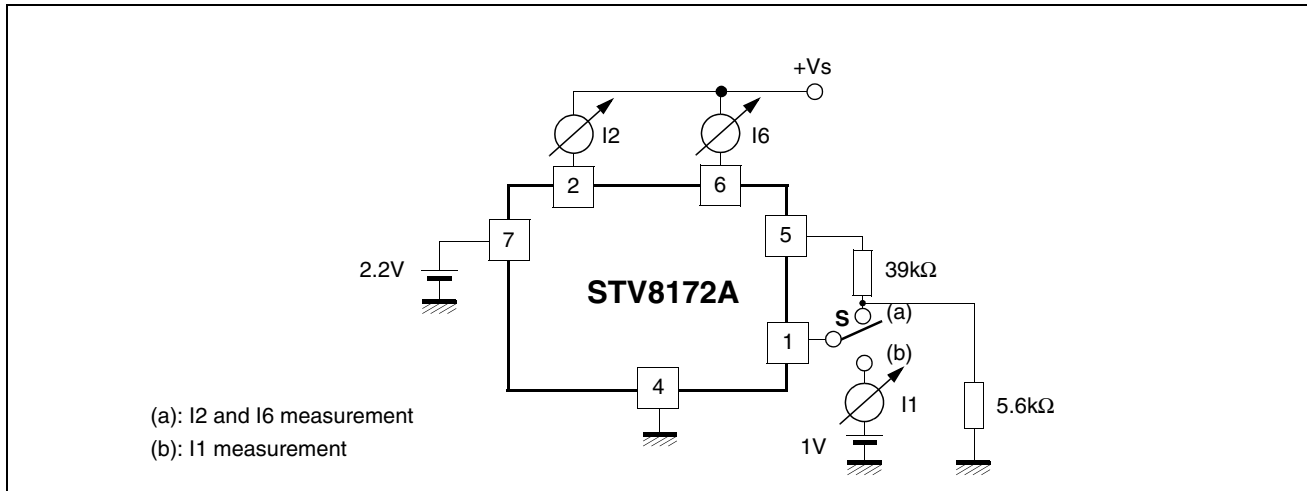 +Vs
I2
I6
2
6
7
5
2.2V
39kΩ
STV8172A
S
(a)
1
(b)
4
I1
5.6kΩ
(a): I2 and I6 measurement
1V
(b): I1 measurement